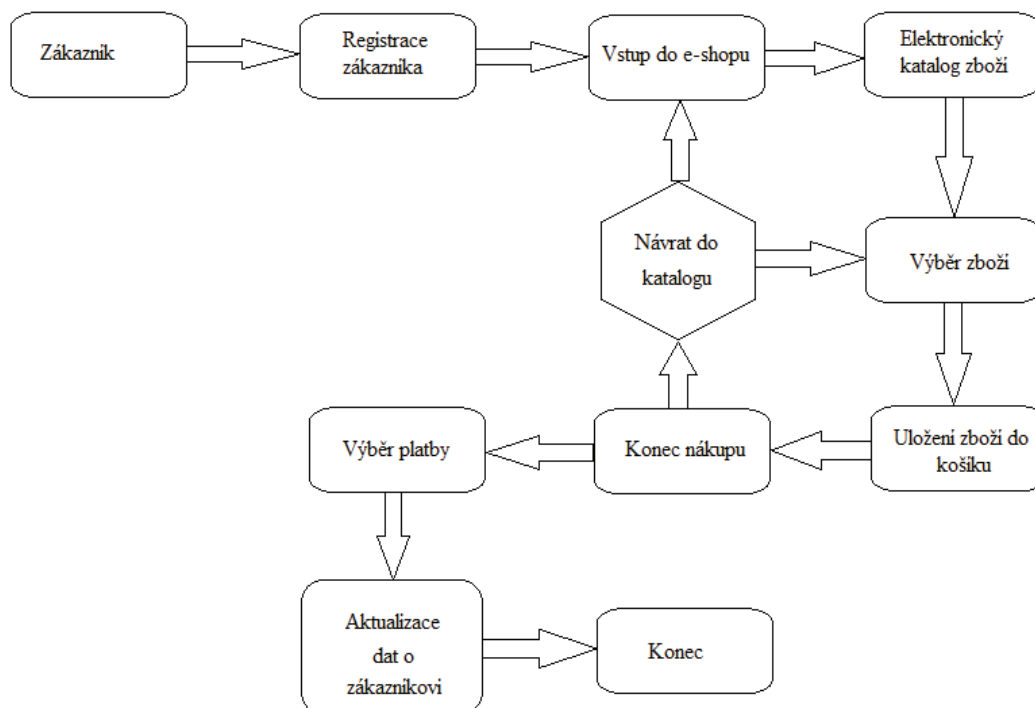 Zákazník
Registrace
zákazníka
Vstup do e-shopu
Elektronický
katalog zboží
Návrat do
katalogu
Výběr zboží
Výběr platby
Konec nákupu
Uložení zboží do
košíku
Aktualizace
dat o
zákazníkovi
Konec